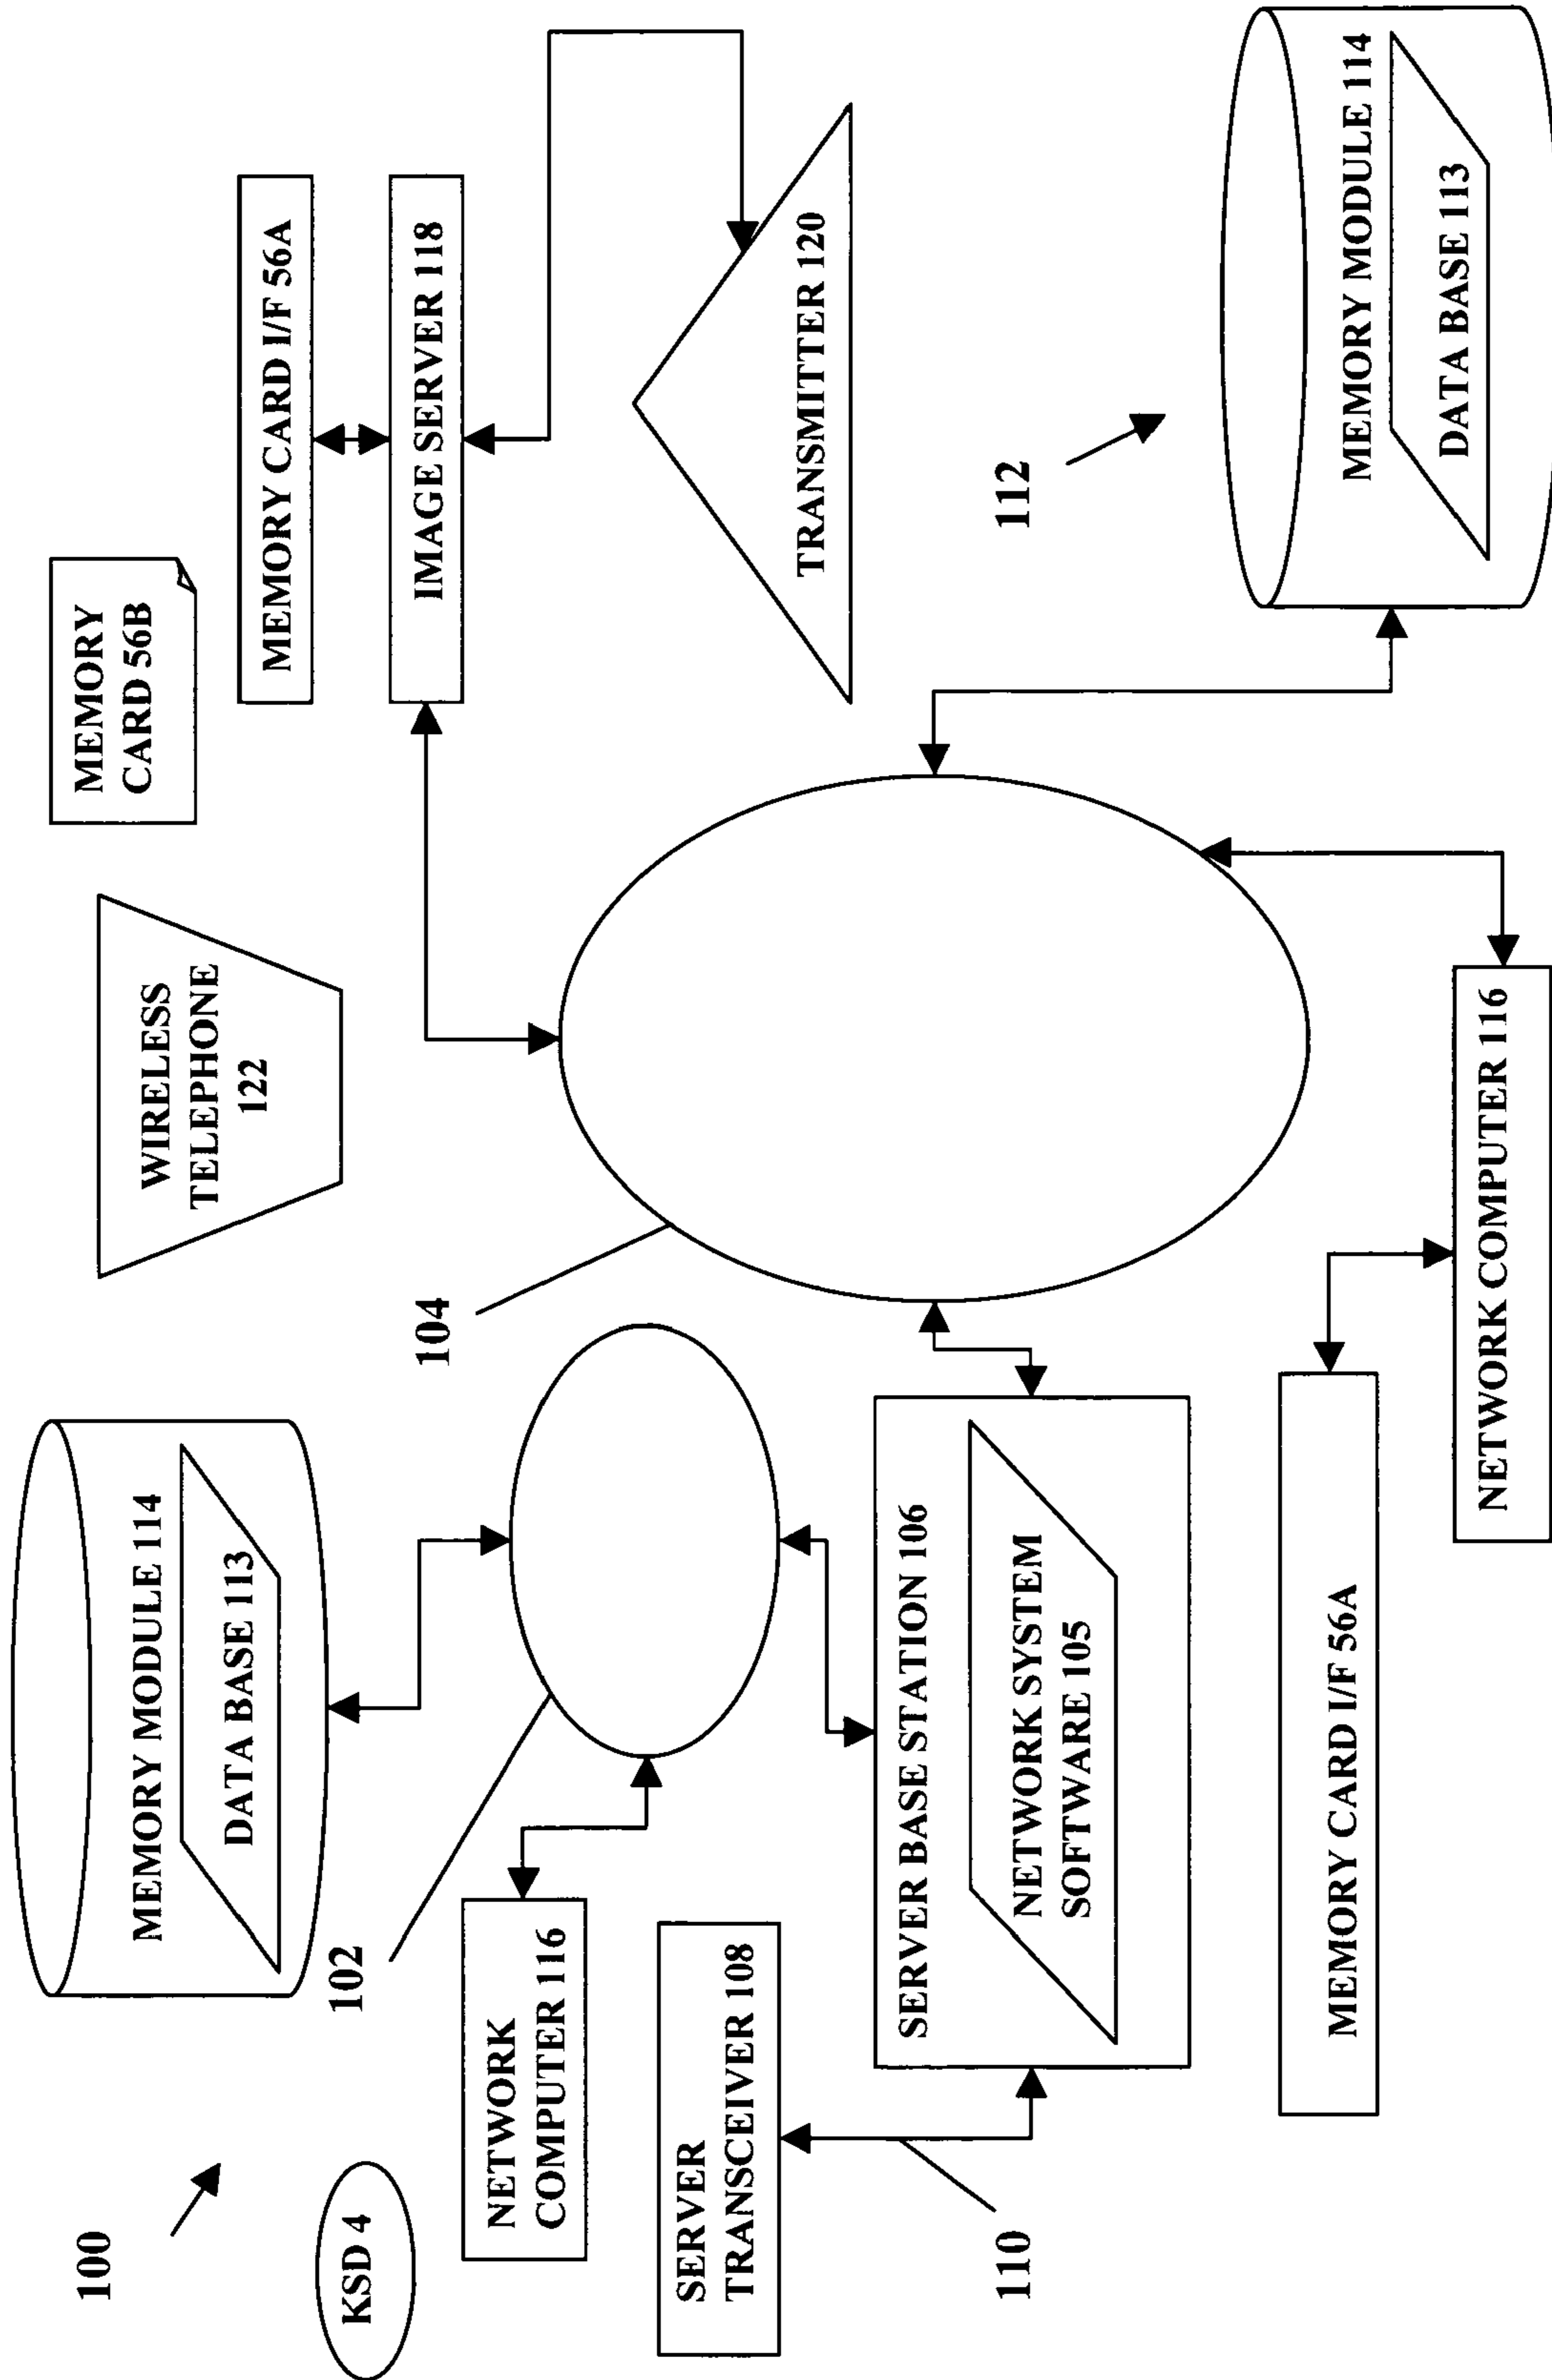 100
KSD 4
MEMORY MODULE 114
DATA BASE 113
102
NETWORK
COMPUTER 116
SERVER
TRANSCEIVER 108
110
SERVER BASE STATION 106
NETWORK SYSTEM
SOFTWARE 105
MEMORY CARD I/F 56A
NETWORK COMPUTER 116
104
WIRELESS
TELEPHONE
122
MEMORY
CARD 56B
MEMORY CARD I/F 56A
IMAGE SERVER 118
TRANSMITTER 120
112
MEMORY MODULE 114
DATA BASE 113